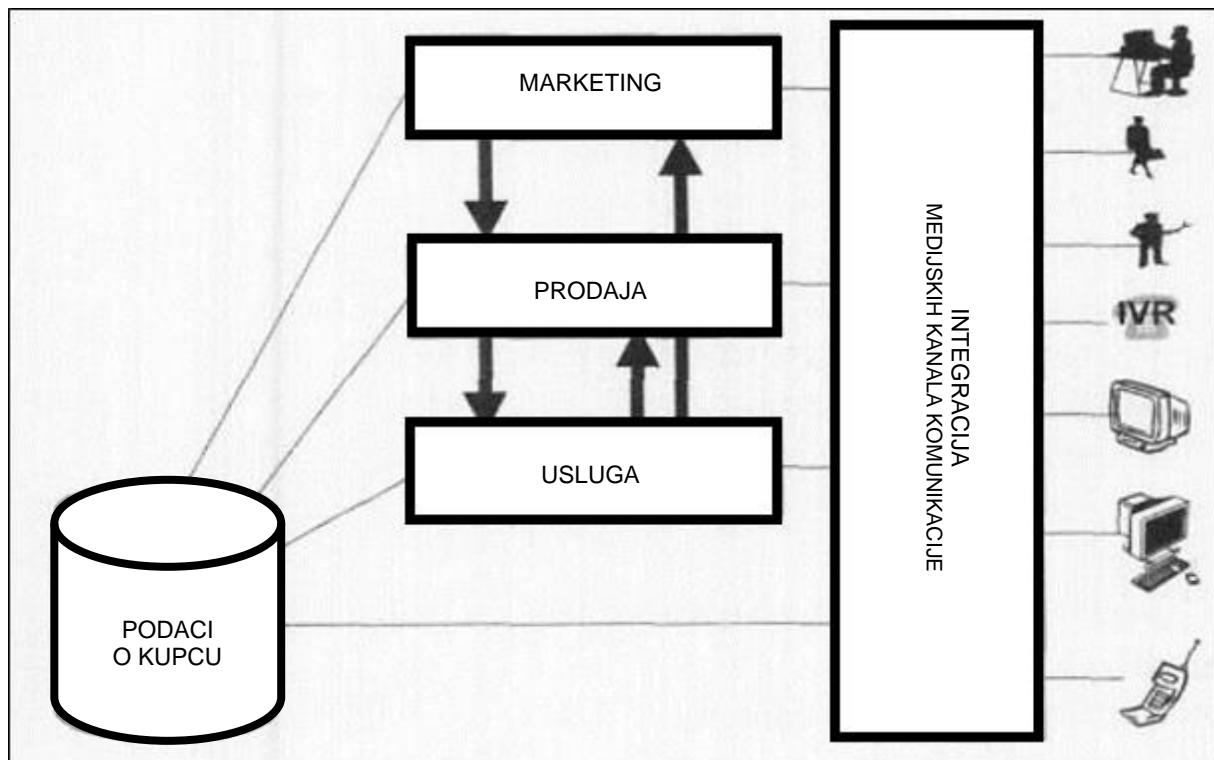 MARKETING
PRODAJA
USLUGA
PODACI
O KUPCU
INTEGRACIJA
MEDIJSKIH KANALA KOMUNIKACIJE
IVR